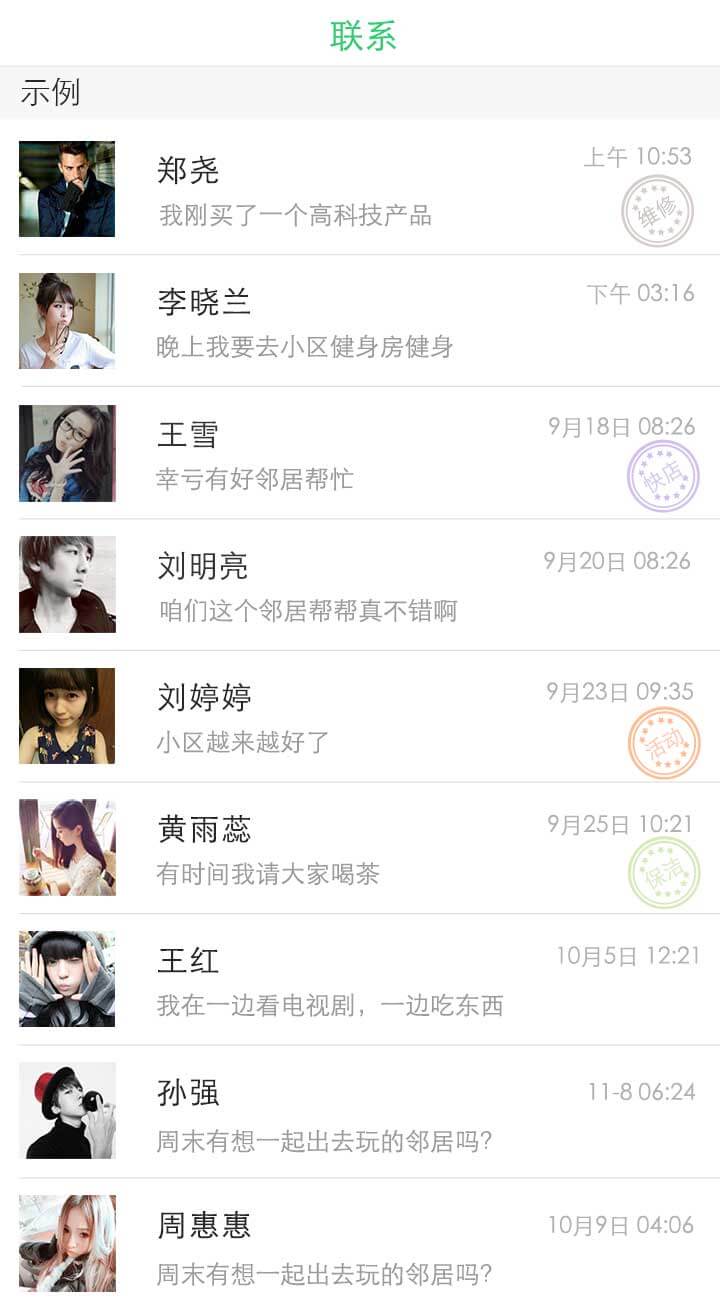 联系
示例
郑尧
上午 10:53
我刚买了一个高科技产品
维修
李晓兰
下午 03:16
晚上我要去小区健身房健身
王雪
9月18日 08:26
幸亏有好邻居帮忙
快店
刘明亮
9月20日 08:26
咱们这个邻居帮帮真不错啊
刘婷婷
9月23日 09:35
小区越来越好了
活动
黄雨蕊
9月25日 10:21
有时间我请大家喝茶
保洁
王红
10月5日 12:21
我在一边看电视剧，一边吃东西
孙强
11-8 06:24
周末有想一起出去玩的邻居吗?
周惠惠
10月9日 04:06
周末有想一起出去玩的邻居吗?